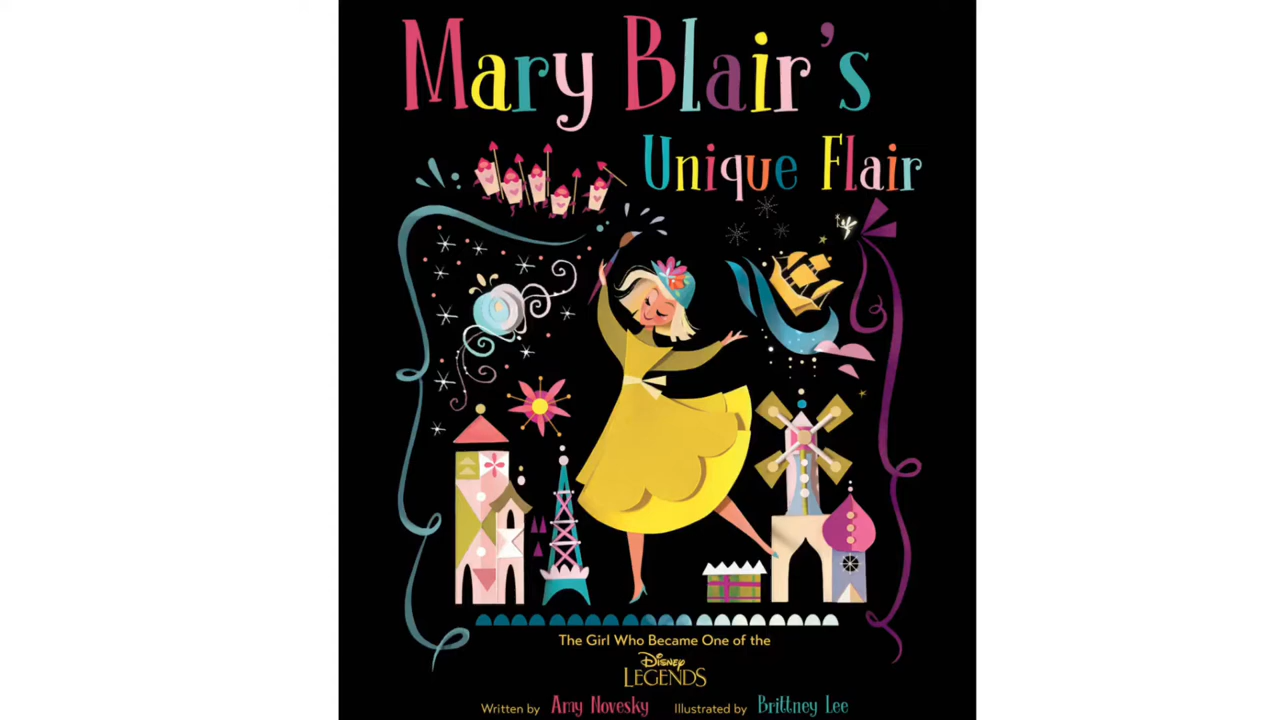 Mary Blair's
Unique Flair
The Girl Who Became One of the
Disney
LEGENDS
Written by Amy Novesky Illustrated by Brittney Lee